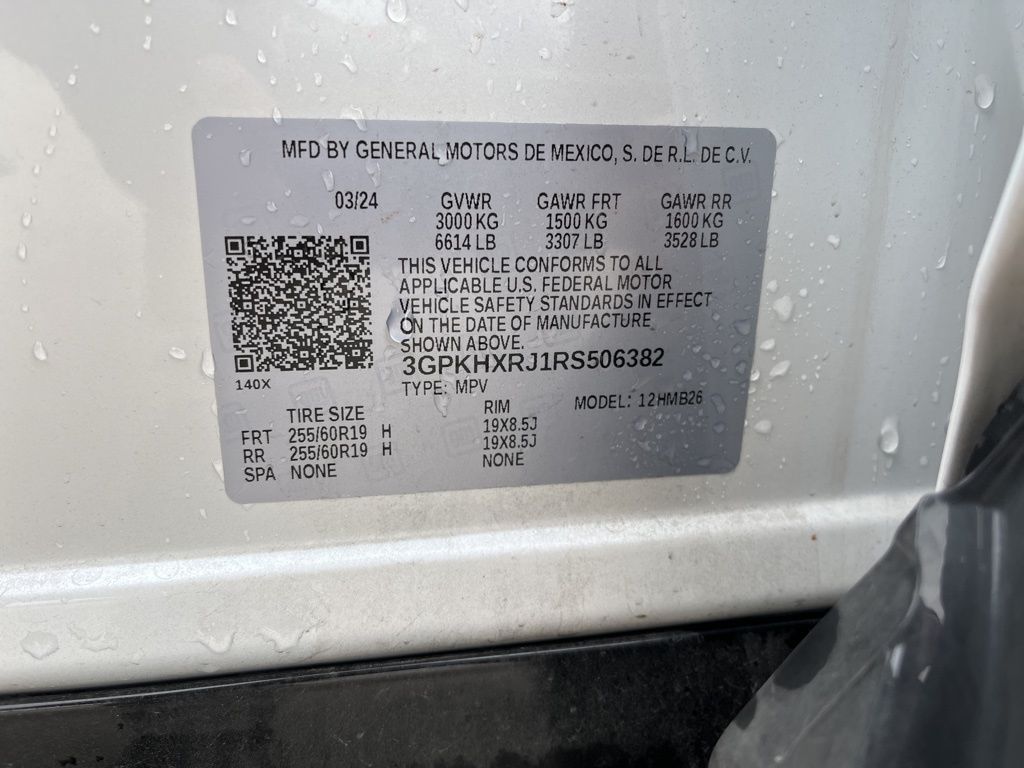 MFD BY GENERAL MOTORS DE MEXICO, S. DE R.L. DE C.V.
03/24 GVWR GAWR FRT GAWR RR
3000 KG 1500 KG 1600 KG
6614 LB 3307 LB 3528 LB
THIS VEHICLE CONFORMS TO ALL
APPLICABLE U.S. FEDERAL MOTOR
VEHICLE SAFETY STANDARDS IN EFFECT
ON THE DATE OF MANUFACTURE
SHOWN ABOVE.
3GPKHXRJ1RS506382
140X
TYPE: MPV
MODEL: 12HMB26
TIRE SIZE RIM
FRT 255/60R19 H 19X8.5J
RR 255/60R19 H 19X8.5J
SPA NONE NONE